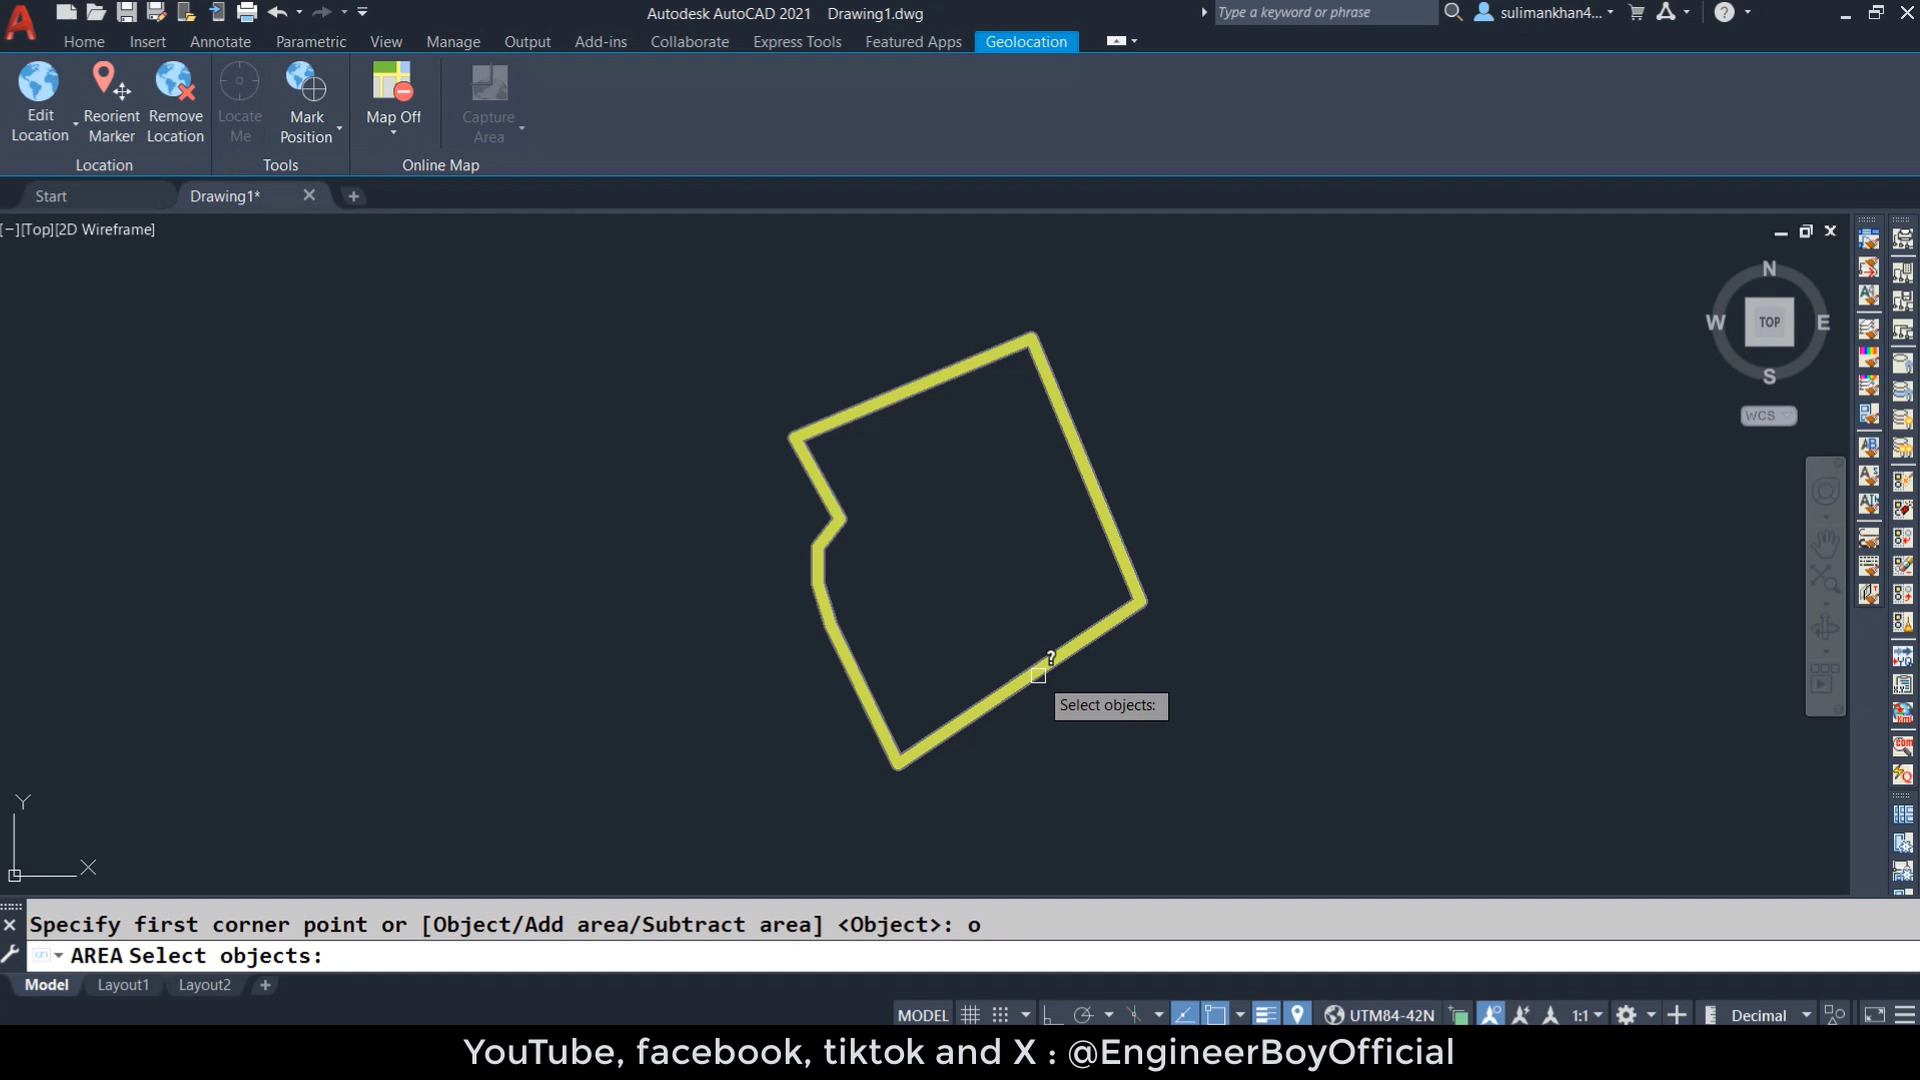 Autodesk AutoCAD 2021 Drawing1.dwg
Type a keyword or phrase
sulimankhan4...
Home Insert Annotate Parametric View Manage Output Add-ins Collaborate Express Tools Featured Apps Geolocation
Edit Location
Reorient Marker
Remove Location
Locate Me
Mark Position
Map Off
Capture Area
Location Tools Online Map
Start Drawing1*
[−][Top][2D Wireframe]
N
W TOP E
S
WCS
?
Select objects:
Y
X
Specify first corner point or [Object/Add area/Subtract area] <Object>: o
AREA Select objects:
Model Layout1 Layout2
MODEL UTM84-42N 1:1 Decimal
YouTube, facebook, tiktok and X : @EngineerBoyOfficial